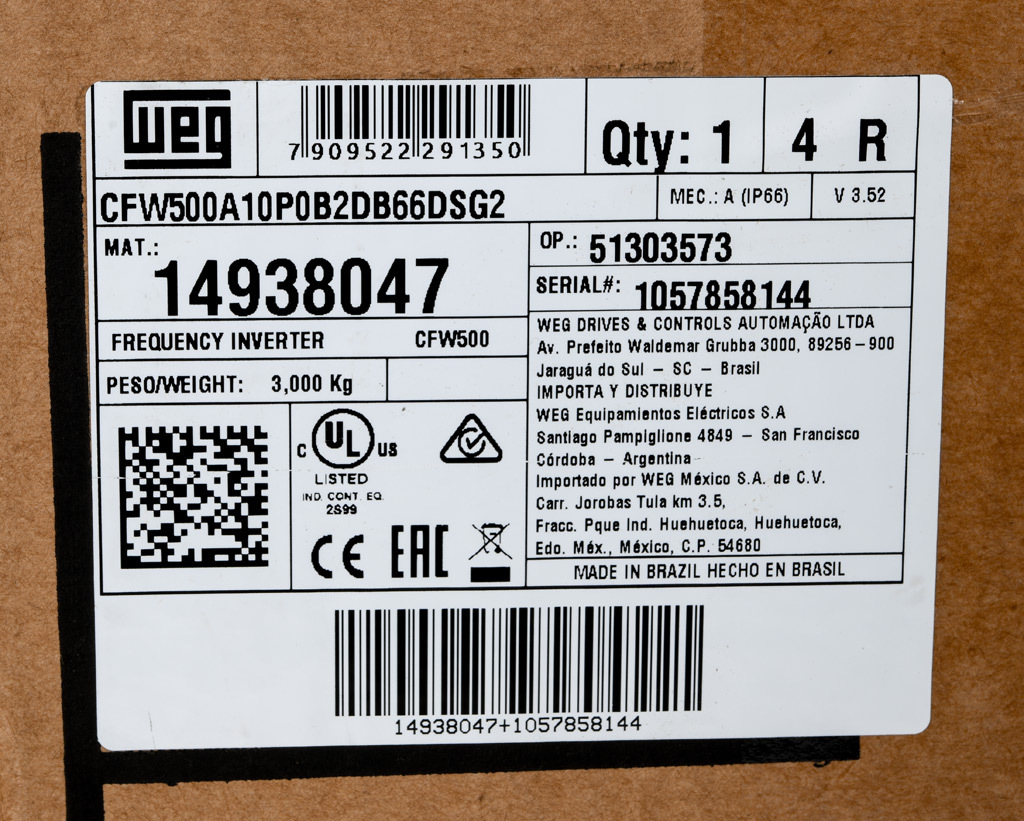 weg
7 909522 291350
Qty: 1
4 R
CFW500A10P0B2DB66DSG2
MEC.: A (IP66)
V 3.52
MAT.:
14938047
OP.: 51303573
SERIAL#: 1057858144
FREQUENCY INVERTER CFW500
PESO/WEIGHT: 3,000 Kg
WEG DRIVES & CONTROLS AUTOMAÇÃO LTDA
Av. Prefeito Waldemar Grubba 3000, 89256-900
Jaraguá do Sul - SC - Brasil
IMPORTA Y DISTRIBUYE
WEG Equipamientos Eléctricos S.A
Santiago Pampiglione 4849 - San Francisco
Córdoba - Argentina
Importado por WEG México S.A. de C.V.
Carr. Jorobas Tula km 3.5,
Fracc. Pque Ind. Huehuetoca, Huehuetoca,
Edo. Méx., México, C.P. 54680
MADE IN BRAZIL HECHO EN BRASIL
C UL US
LISTED
IND. CONT. EQ.
2S99
CE EAC
14938047+1057858144